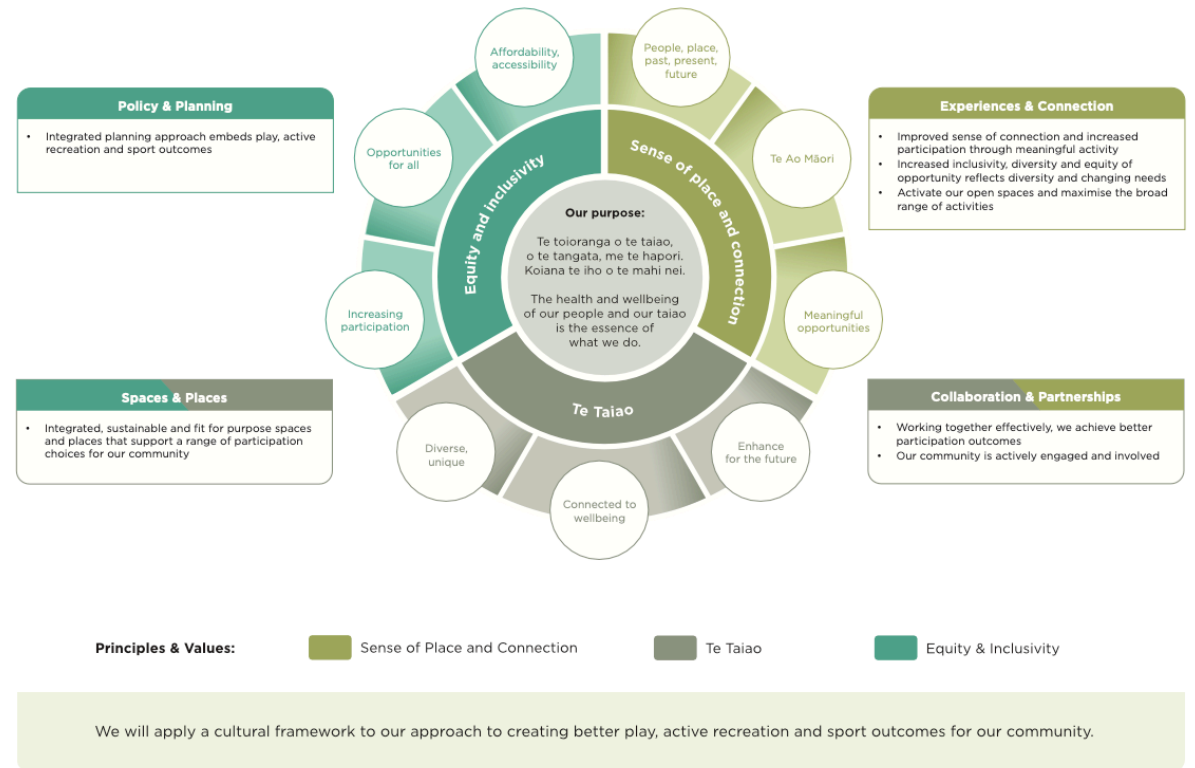 Affordability,
accessibility
People, place,
past, present,
future
Policy & Planning
• Integrated planning approach embeds play, active
recreation and sport outcomes
Opportunities
for all
Te Ao Māori
Experiences & Connection
• Improved sense of connection and increased
participation through meaningful activity
• Increased inclusivity, diversity and equity of
opportunity reflects diversity and changing needs
• Activate our open spaces and maximise the broad
range of activities
Equity and inclusivity
Sense of place and connection
Our purpose:
Te toioranga o te taiao,
o te tangata, me te hapori.
Koiana te iho o te mahi nei.
The health and wellbeing
of our people and our taiao
is the essence of
what we do.
Increasing
participation
Meaningful
opportunities
Te Taiao
Spaces & Places
• Integrated, sustainable and fit for purpose spaces
and places that support a range of participation
choices for our community
Diverse,
unique
Connected to
wellbeing
Enhance
for the future
Collaboration & Partnerships
• Working together effectively, we achieve better
participation outcomes
• Our community is actively engaged and involved
Principles & Values:
Sense of Place and Connection
Te Taiao
Equity & Inclusivity
We will apply a cultural framework to our approach to creating better play, active recreation and sport outcomes for our community.